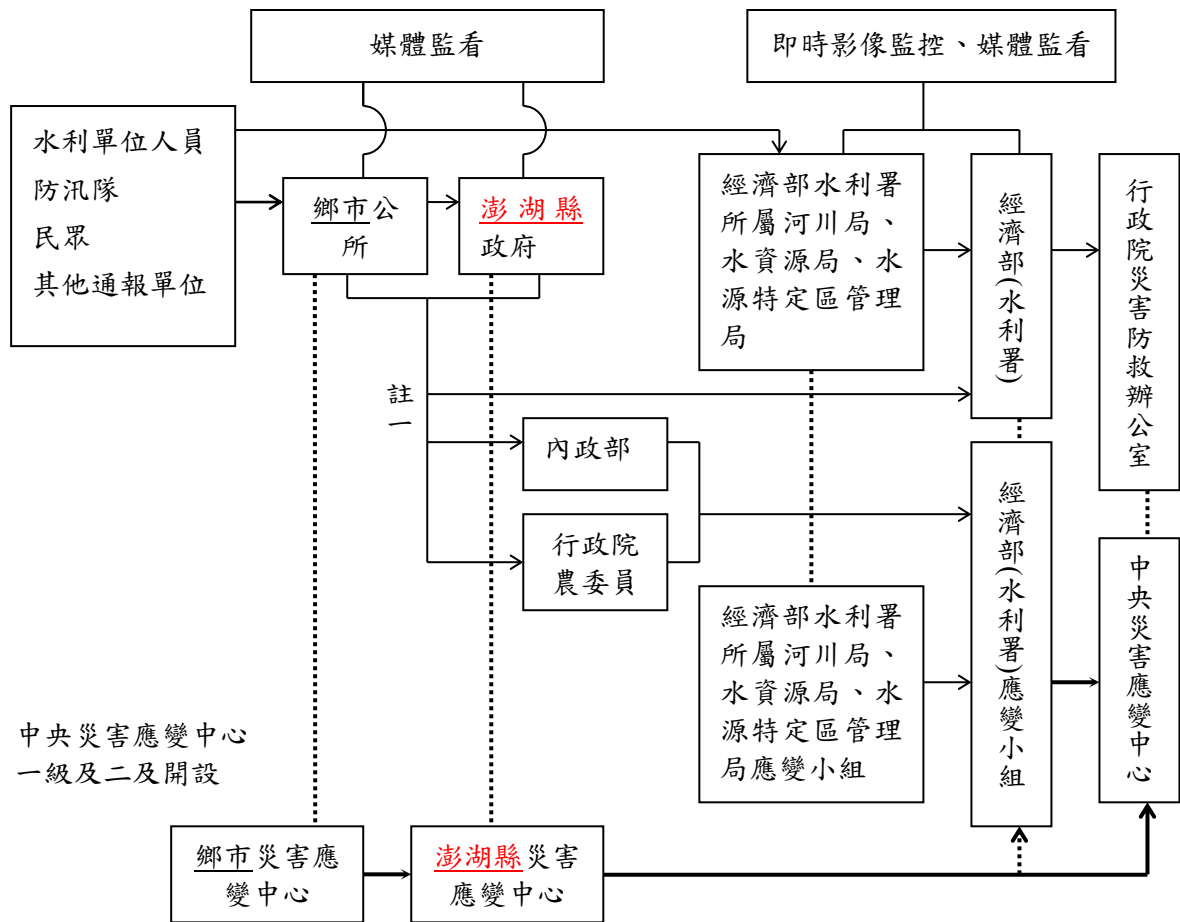 媒體監看
即時影像監控、媒體監看
水利單位人員
防汛隊
民眾
其他通報單位
鄉市公
所
澎湖縣
政府
經濟部水利署
所屬河川局、
水資源局、水
源特定區管理
局
經濟部(水利署)
行政院災害防救辦公室
註一
內政部
行政院
農委員
經濟部水利署
所屬河川局、
水資源局、水
源特定區管理
局應變小組
經濟部(水利署)應變小組
中央災害應變中心
中央災害應變中心
一級及二及開設
鄉市災害應
變中心
澎湖縣災害
應變中心